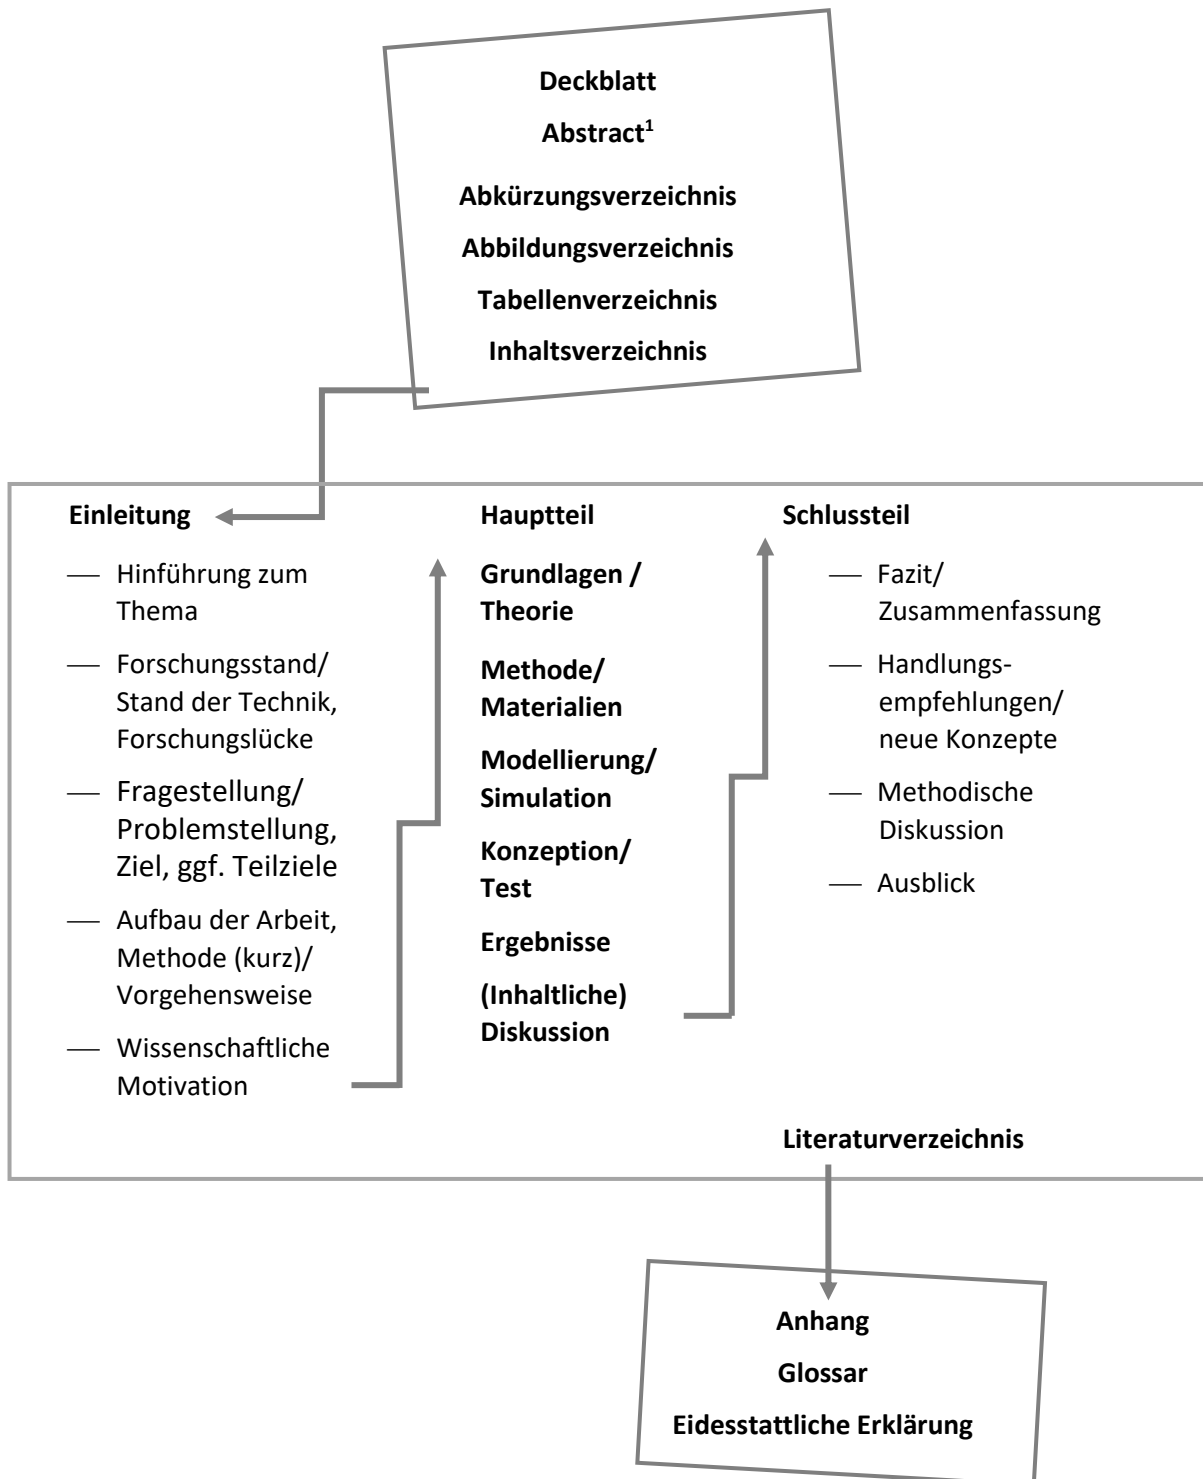 Deckblatt
Abstract¹
Abkürzungsverzeichnis
Abbildungsverzeichnis
Tabellenverzeichnis
Inhaltsverzeichnis
Einleitung
— Hinführung zum
Thema
— Forschungsstand/
Stand der Technik,
Forschungslücke
— Fragestellung/
Problemstellung,
Ziel, ggf. Teilziele
— Aufbau der Arbeit,
Methode (kurz)/
Vorgehensweise
— Wissenschaftliche
Motivation
Hauptteil
Grundlagen /
Theorie
Methode/
Materialien
Modellierung/
Simulation
Konzeption/
Test
Ergebnisse
(Inhaltliche)
Diskussion
Schlussteil
— Fazit/
Zusammenfassung
— Handlungs-
empfehlungen/
neue Konzepte
— Methodische
Diskussion
— Ausblick
Literaturverzeichnis
Anhang
Glossar
Eidesstattliche Erklärung